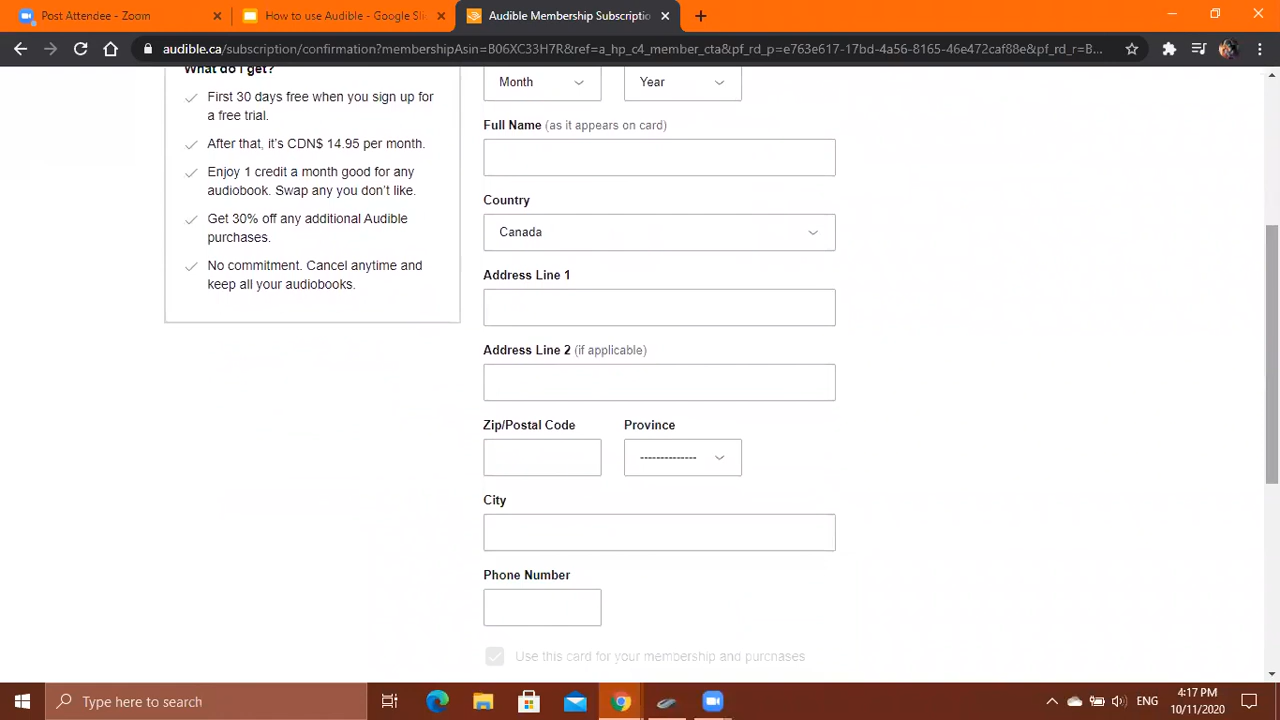 Post Attendee - Zoom
How to use Audible - Google Sli
Audible Membership Subscriptio
audible.ca/subscription/confirmation?membershipAsin=B06XC33H7R&ref=a_hp_c4_member_cta&pf_rd_p=e763e617-17bd-4a56-8165-46e472caf88e&pf_rd_r=B...
What do I get?
First 30 days free when you sign up for
a free trial.
After that, it's CDN$ 14.95 per month.
Enjoy 1 credit a month good for any
audiobook. Swap any you don't like.
Get 30% off any additional Audible
purchases.
No commitment. Cancel anytime and
keep all your audiobooks.
Month
Year
Full Name (as it appears on card)
Country
Canada
Address Line 1
Address Line 2 (if applicable)
Zip/Postal Code
Province
--------------
City
Phone Number
Use this card for your membership and purchases
Type here to search
ENG
4:17 PM
10/11/2020